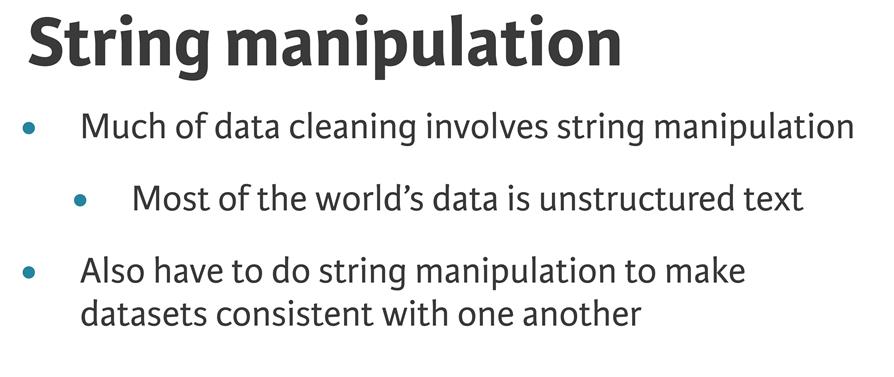 String manipulation
• Much of data cleaning involves string manipulation
• Most of the world’s data is unstructured text
• Also have to do string manipulation to make
datasets consistent with one another